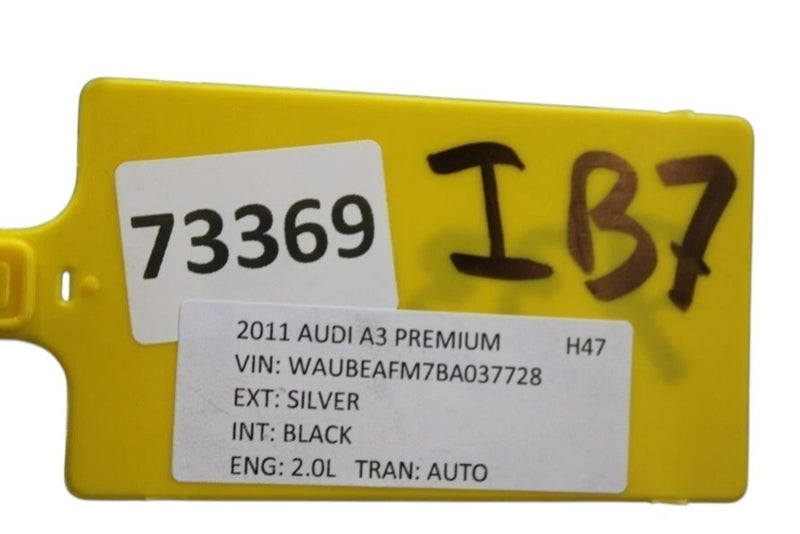 IB7
73369
2011 AUDI A3 PREMIUM H47
VIN: WAUBEAFM7BA037728
EXT: SILVER
INT: BLACK
ENG: 2.0L TRAN: AUTO